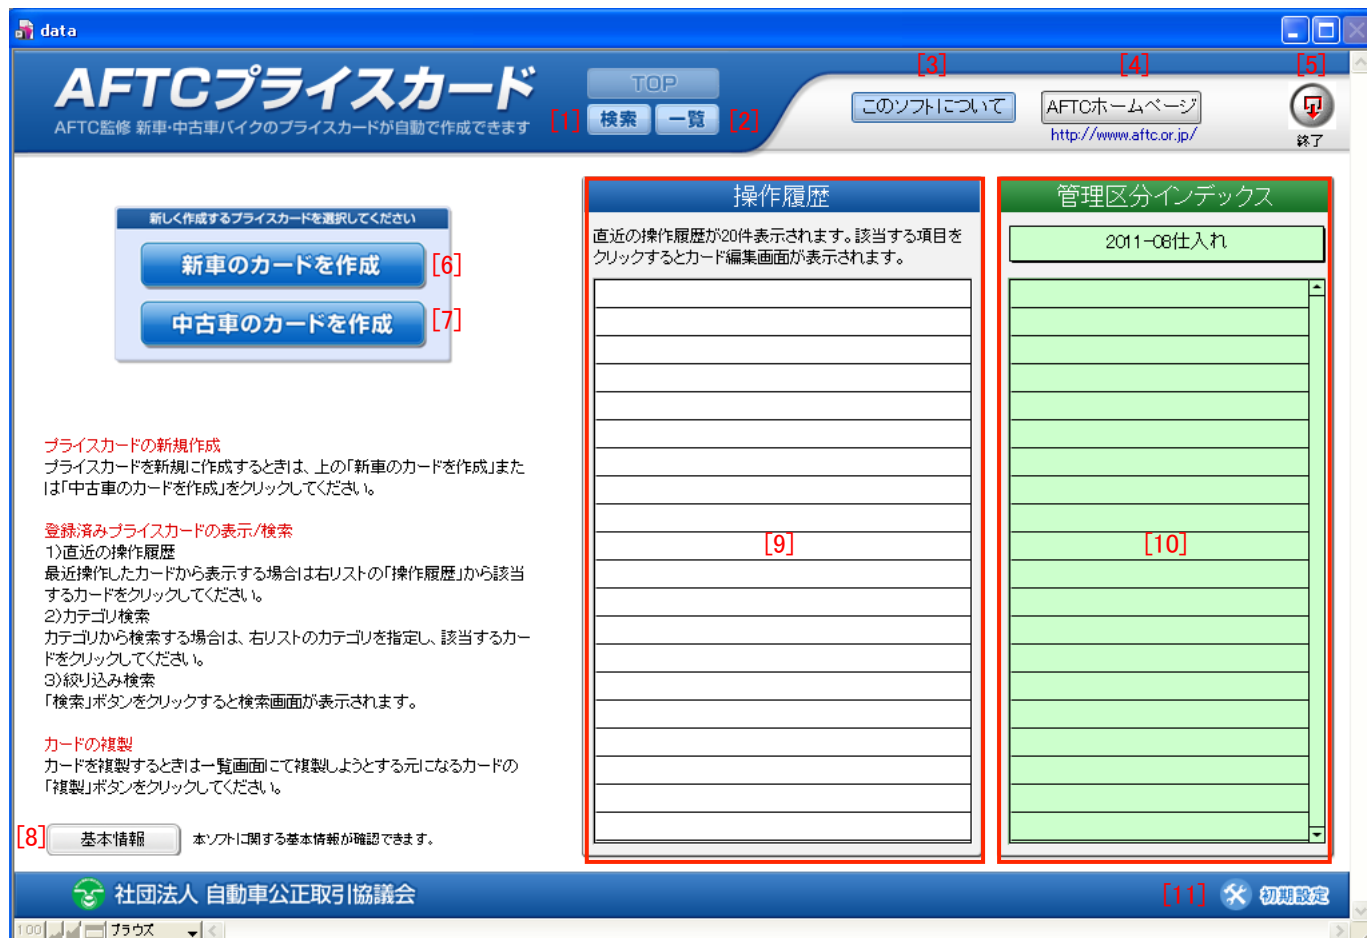 data
AFTCプライスカード
AFTC監修 新車・中古車バイクのプライスカードが自動で作成できます
TOP
[1] 検索 一覧 [2]
[3]
このソフトについて
[4]
AFTCホームページ
http://www.aftc.or.jp/
[5]
終了
新しく作成するプライスカードを選択してください
新車のカードを作成 [6]
中古車のカードを作成 [7]
プライスカードの新規作成
プライスカードを新規に作成するときは、上の「新車のカードを作成」また
は「中古車のカードを作成」をクリックしてください。
登録済みプライスカードの表示/検索
1)直近の操作履歴
最近操作したカードから表示する場合は右リストの「操作履歴」から該当
するカードをクリックしてください。
2)カテゴリ検索
カテゴリから検索する場合は、右リストのカテゴリを指定し、該当するカー
ドをクリックしてください。
3)絞り込み検索
「検索」ボタンをクリックすると検索画面が表示されます。
カードの複製
カードを複製するときは一覧画面にて複製しようとする元になるカードの
「複製」ボタンをクリックしてください。
[8] 基本情報 本ソフトに関する基本情報が確認できます。
操作履歴
直近の操作履歴が20件表示されます。該当する項目を
クリックするとカード編集画面が表示されます。
[9]
管理区分インデックス
2011-08仕入れ
[10]
社団法人 自動車公正取引協議会
[11] 初期設定
100 ブラウズ